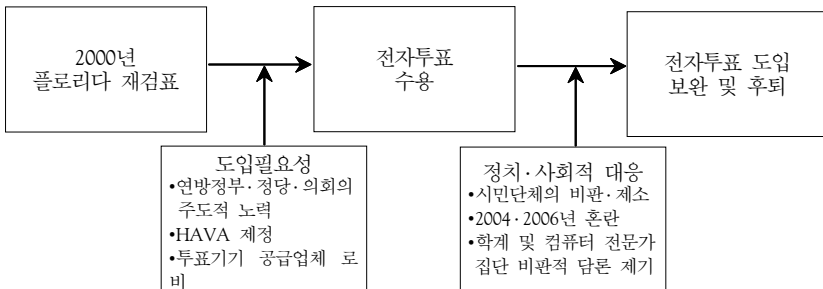 2000년
플로리다 재검표
전자투표
수용
전자투표 도입
보완 및 후퇴
도입필요성
•연방정부·정당·의회의
주도적 노력
•HAVA 제정
•투표기기 공급업체 로
비
정치·사회적 대응
•시민단체의 비판·제소
•2004·2006년 혼란
•학계 및 컴퓨터 전문가
집단 비판적 담론 제기